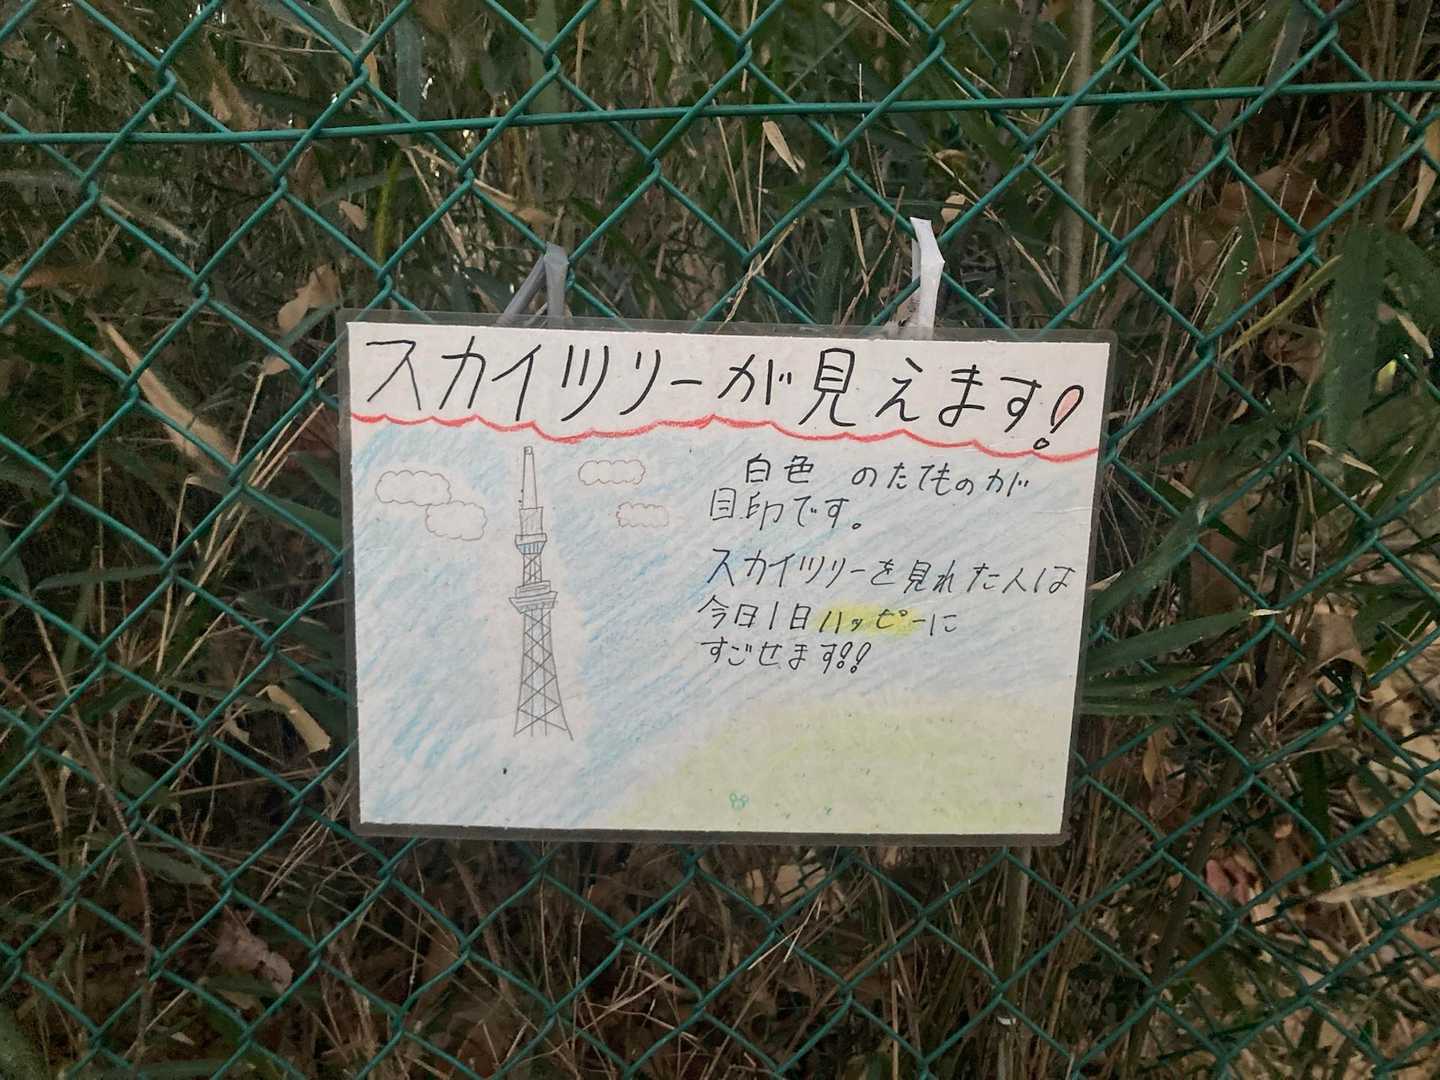 スカイツリーが見えます!
白色 のたてものが
目印です。
スカイツリーを見れた人は
今日1日ハッピーに
すごせます!!